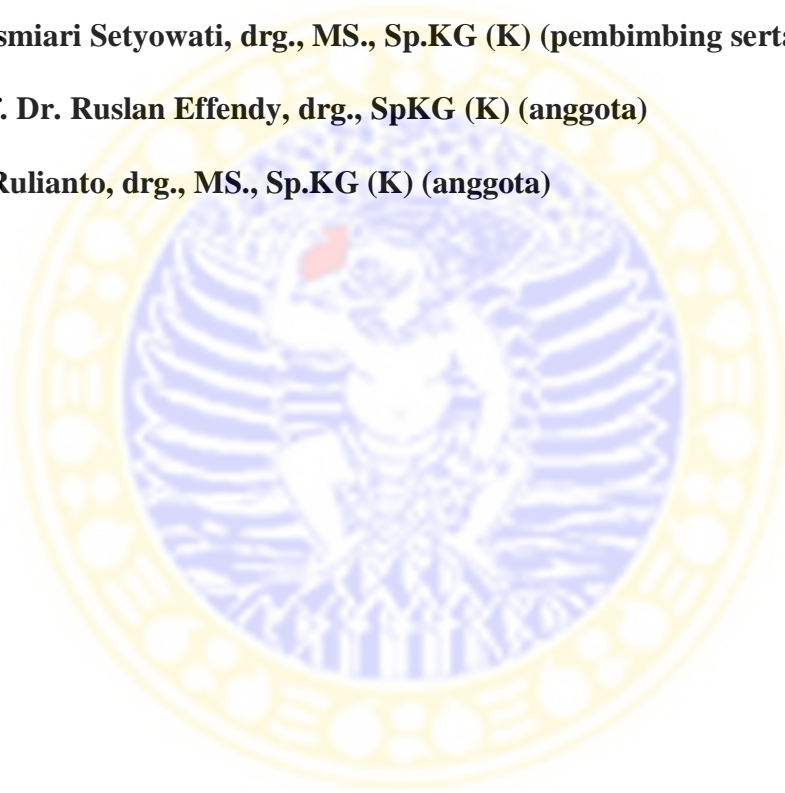 smiari Setyowati, drg., MS., Sp.KG (K) (pembimbing serta
. Dr. Ruslan Effendy, drg., SpKG (K) (anggota)
Rulianto, drg., MS., Sp.KG (K) (anggota)